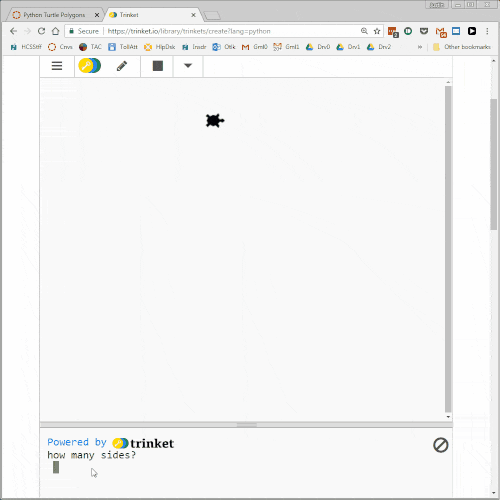 Python Turtle Polygons
Trinket
Secure
https://trinket.io/library/trinkets/create?lang=python
HCSStff
Cnvs
TAC
TollAtt
HlpDsk
Insdr
Otlk
Gml0
Gml1
Drv0
Drv1
Drv2
»
Other bookmarks
Powered by trinket
how many sides?